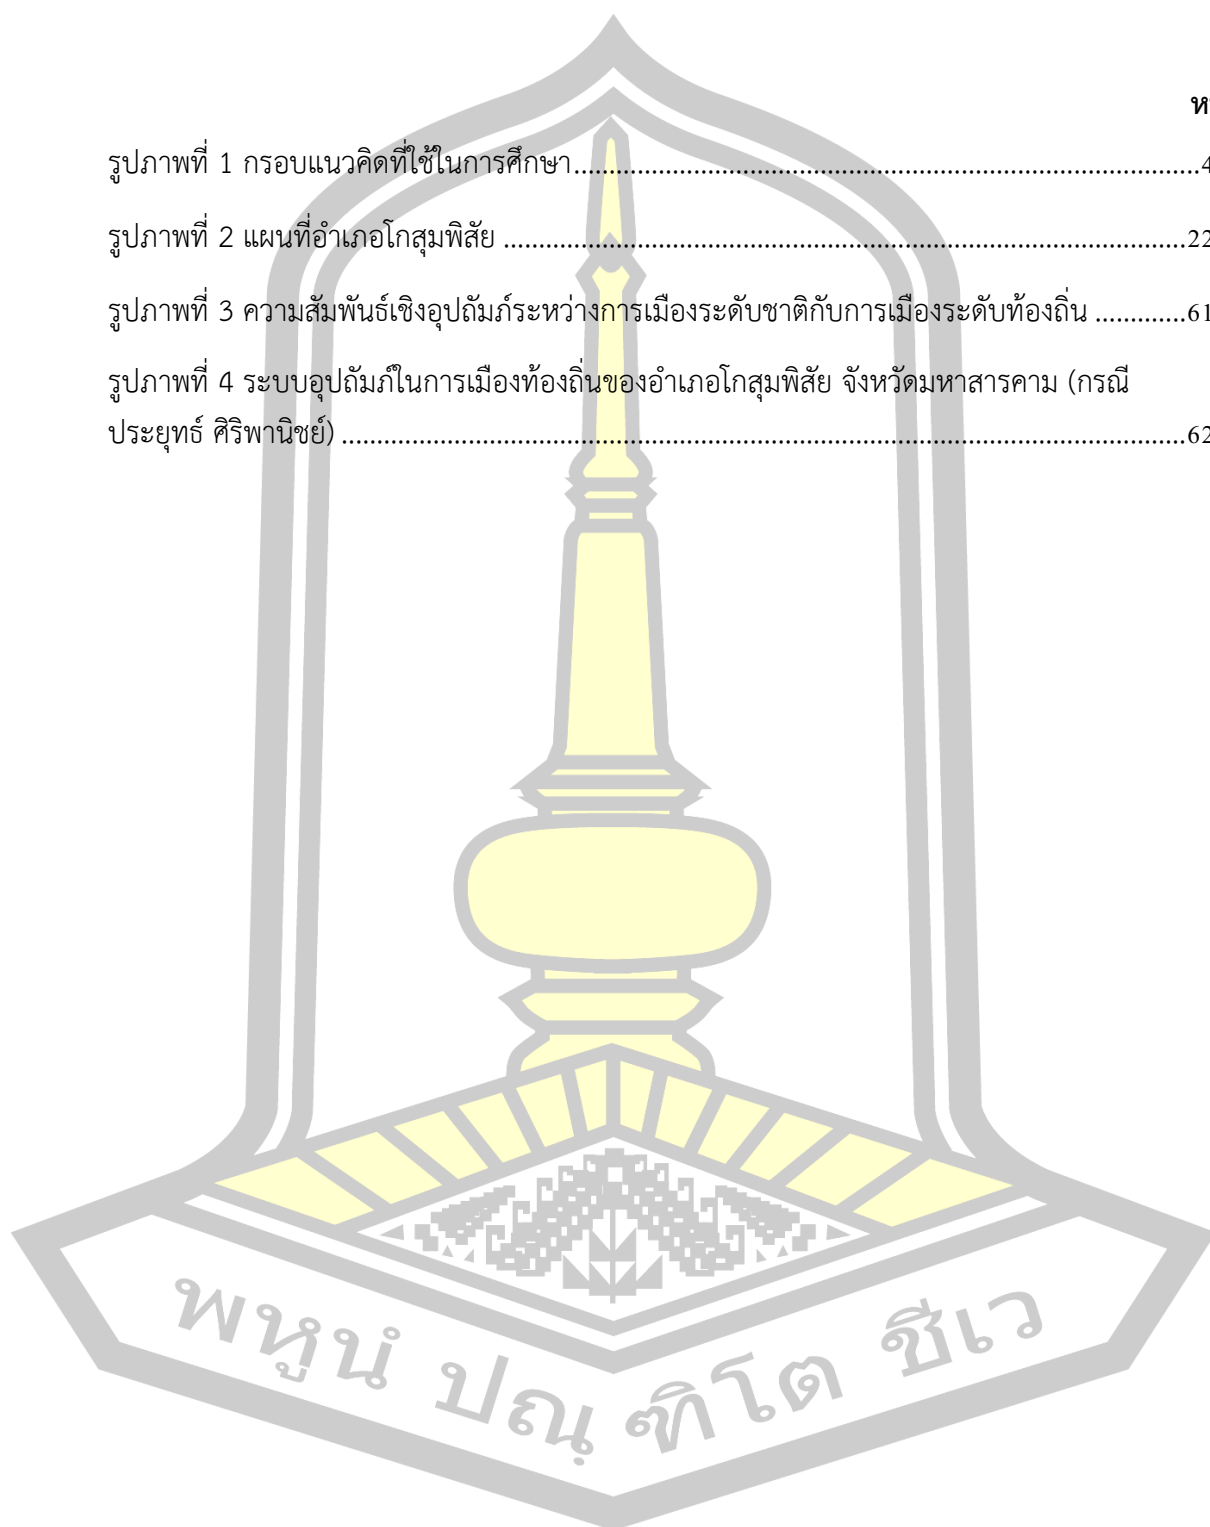 ห
รูปภาพที่ 1 กรอบแนวคิดที่ใช้ในการศึกษา..........................................................................................4
รูปภาพที่ 2 แผนที่อำเภอโกสุมพิสัย ..................................................................................................22
รูปภาพที่ 3 ความสัมพันธ์เชิงอุปถัมภ์ระหว่างการเมืองระดับชาติกับการเมืองระดับท้องถิ่น .............61
รูปภาพที่ 4 ระบบอุปถัมภ์ในการเมืองท้องถิ่นของอำเภอโกสุมพิสัย จังหวัดมหาสารคาม (กรณี
ประยุทธ์ ศิริพานิชย์) .........................................................................................................................62
พหูนํ ปณฺฑิโต ชีเว